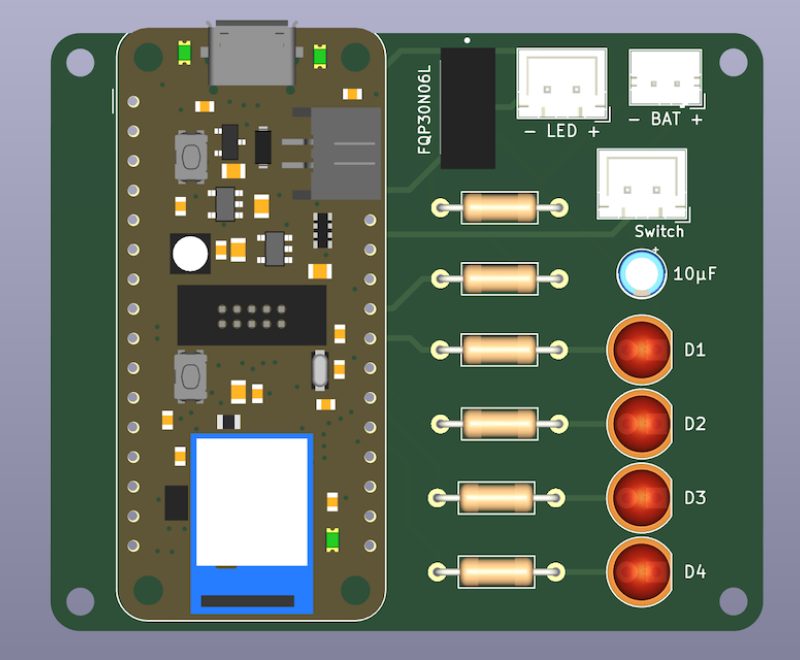 FQP30N06L
- LED +
- BAT +
Switch
+
10µF
D1
D2
D3
D4